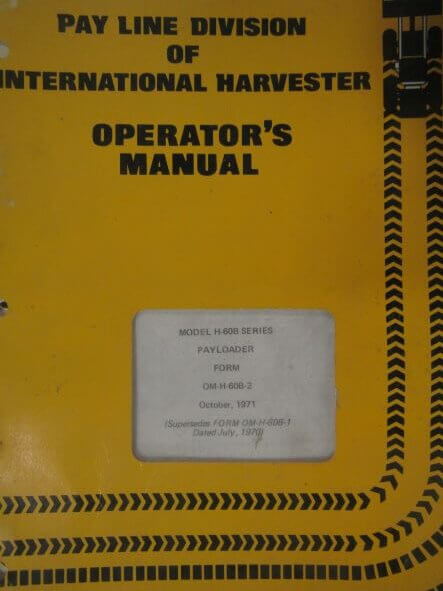 PAY LINE DIVISION
OF
INTERNATIONAL HARVESTER
OPERATOR'S
MANUAL
MODEL H-60B SERIES
PAYLOADER
FORM
OM-H-60B-2
October, 1971
(Supersedes FORM OM-H-60B-1
Dated July, 1970)